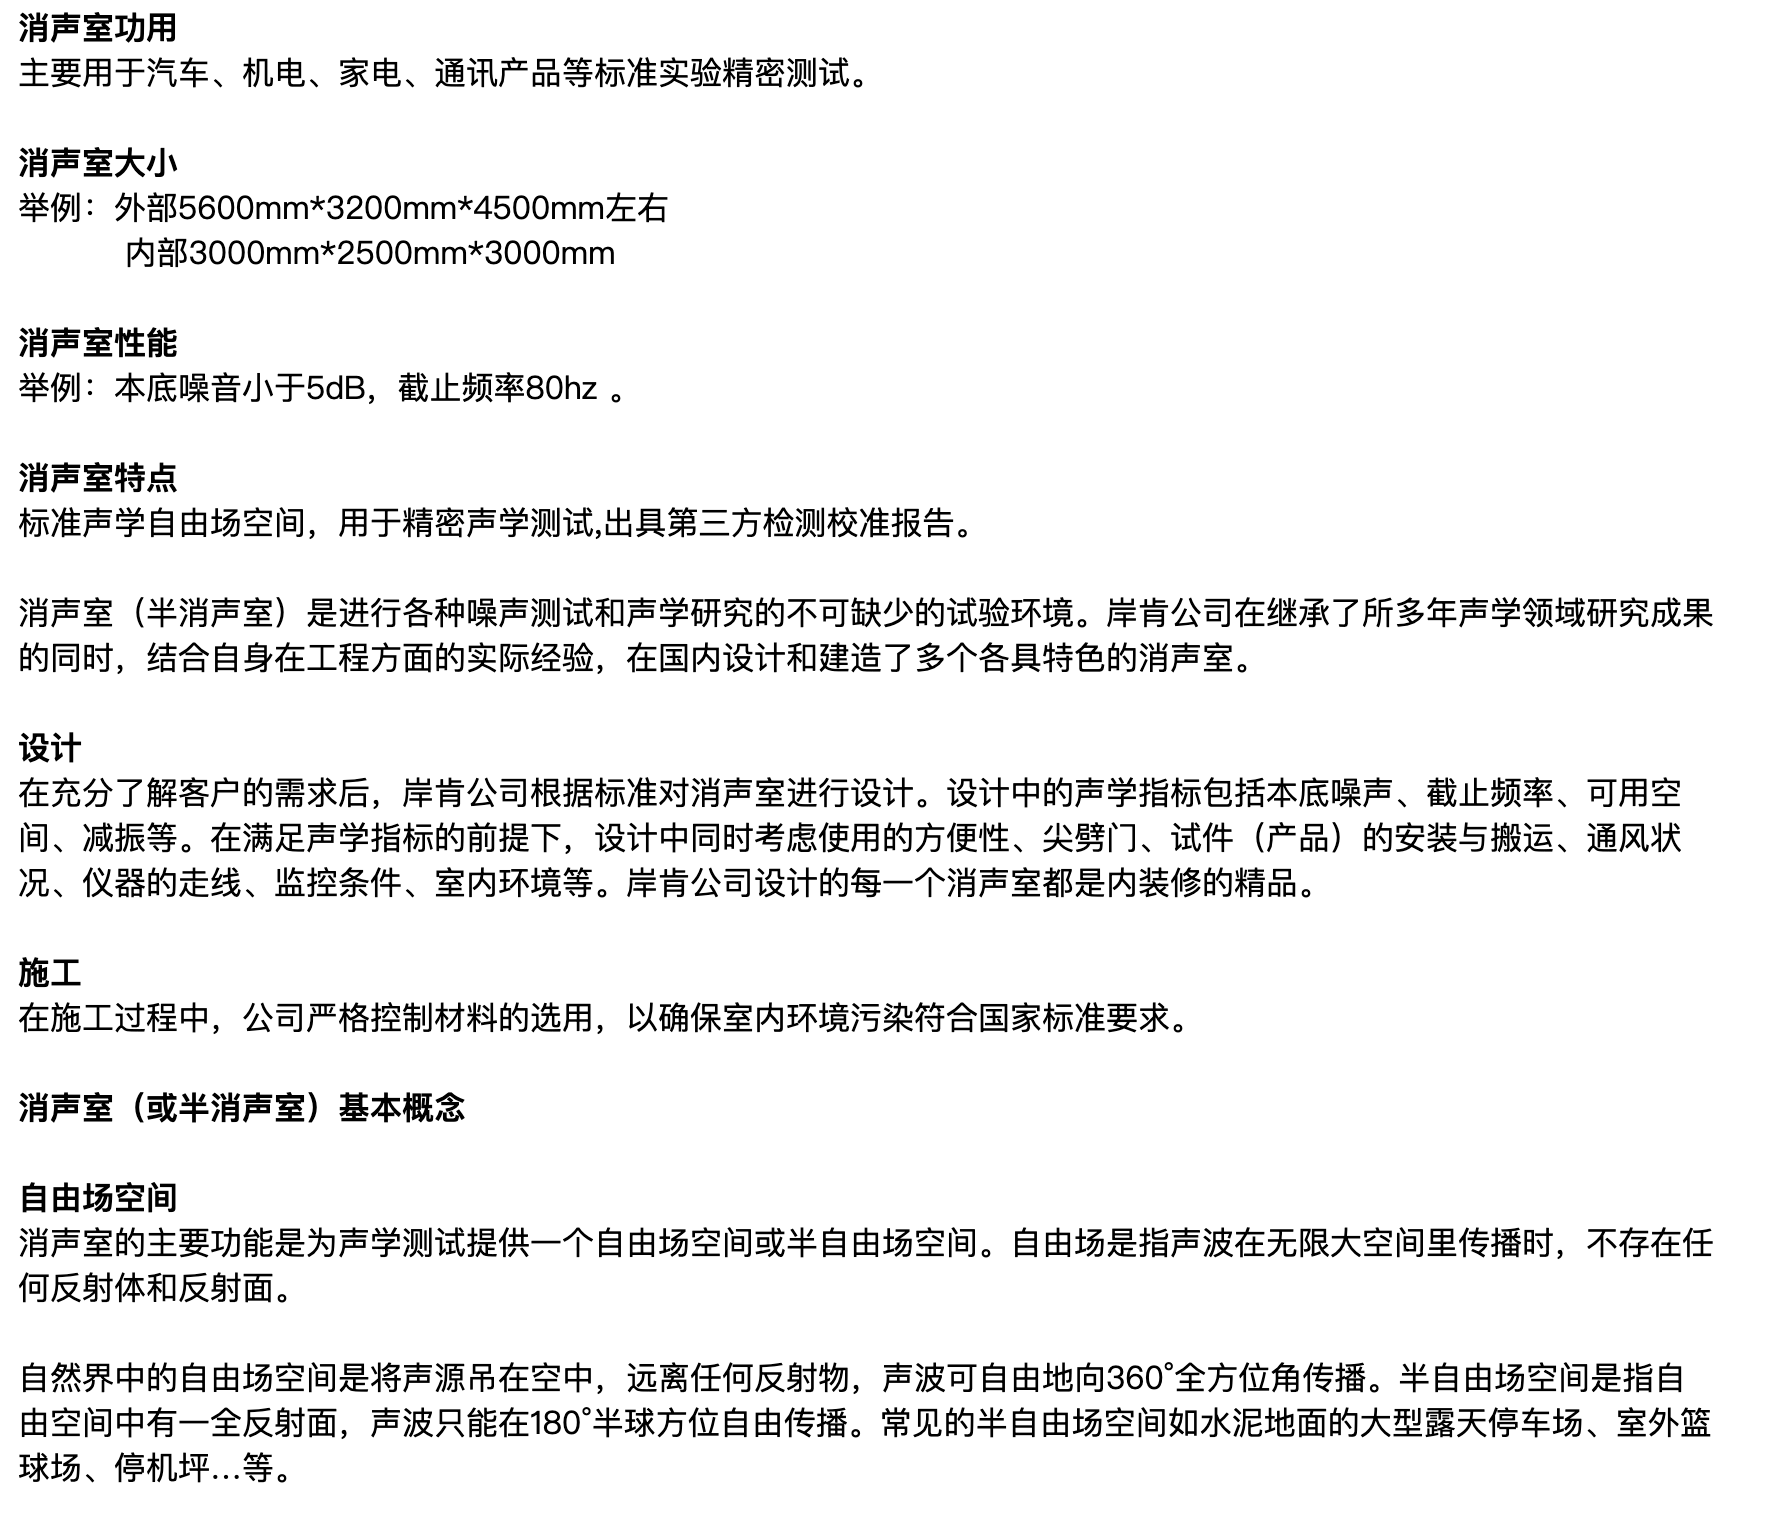 消声室功用
主要用于汽车、机电、家电、通讯产品等标准实验精密测试。
消声室大小
举例：外部5600mm*3200mm*4500mm左右
内部3000mm*2500mm*3000mm
消声室性能
举例：本底噪音小于5dB，截止频率80hz 。
消声室特点
标准声学自由场空间，用于精密声学测试,出具第三方检测校准报告。
消声室（半消声室）是进行各种噪声测试和声学研究的不可缺少的试验环境。岸肯公司在继承了所多年声学领域研究成果
的同时，结合自身在工程方面的实际经验，在国内设计和建造了多个各具特色的消声室。
设计
在充分了解客户的需求后，岸肯公司根据标准对消声室进行设计。设计中的声学指标包括本底噪声、截止频率、可用空
间、减振等。在满足声学指标的前提下，设计中同时考虑使用的方便性、尖劈门、试件（产品）的安装与搬运、通风状
况、仪器的走线、监控条件、室内环境等。岸肯公司设计的每一个消声室都是内装修的精品。
施工
在施工过程中，公司严格控制材料的选用，以确保室内环境污染符合国家标准要求。
消声室（或半消声室）基本概念
自由场空间
消声室的主要功能是为声学测试提供一个自由场空间或半自由场空间。自由场是指声波在无限大空间里传播时，不存在任
何反射体和反射面。
自然界中的自由场空间是将声源吊在空中，远离任何反射物，声波可自由地向360°全方位角传播。半自由场空间是指自
由空间中有一全反射面，声波只能在180°半球方位自由传播。常见的半自由场空间如水泥地面的大型露天停车场、室外篮
球场、停机坪…等。